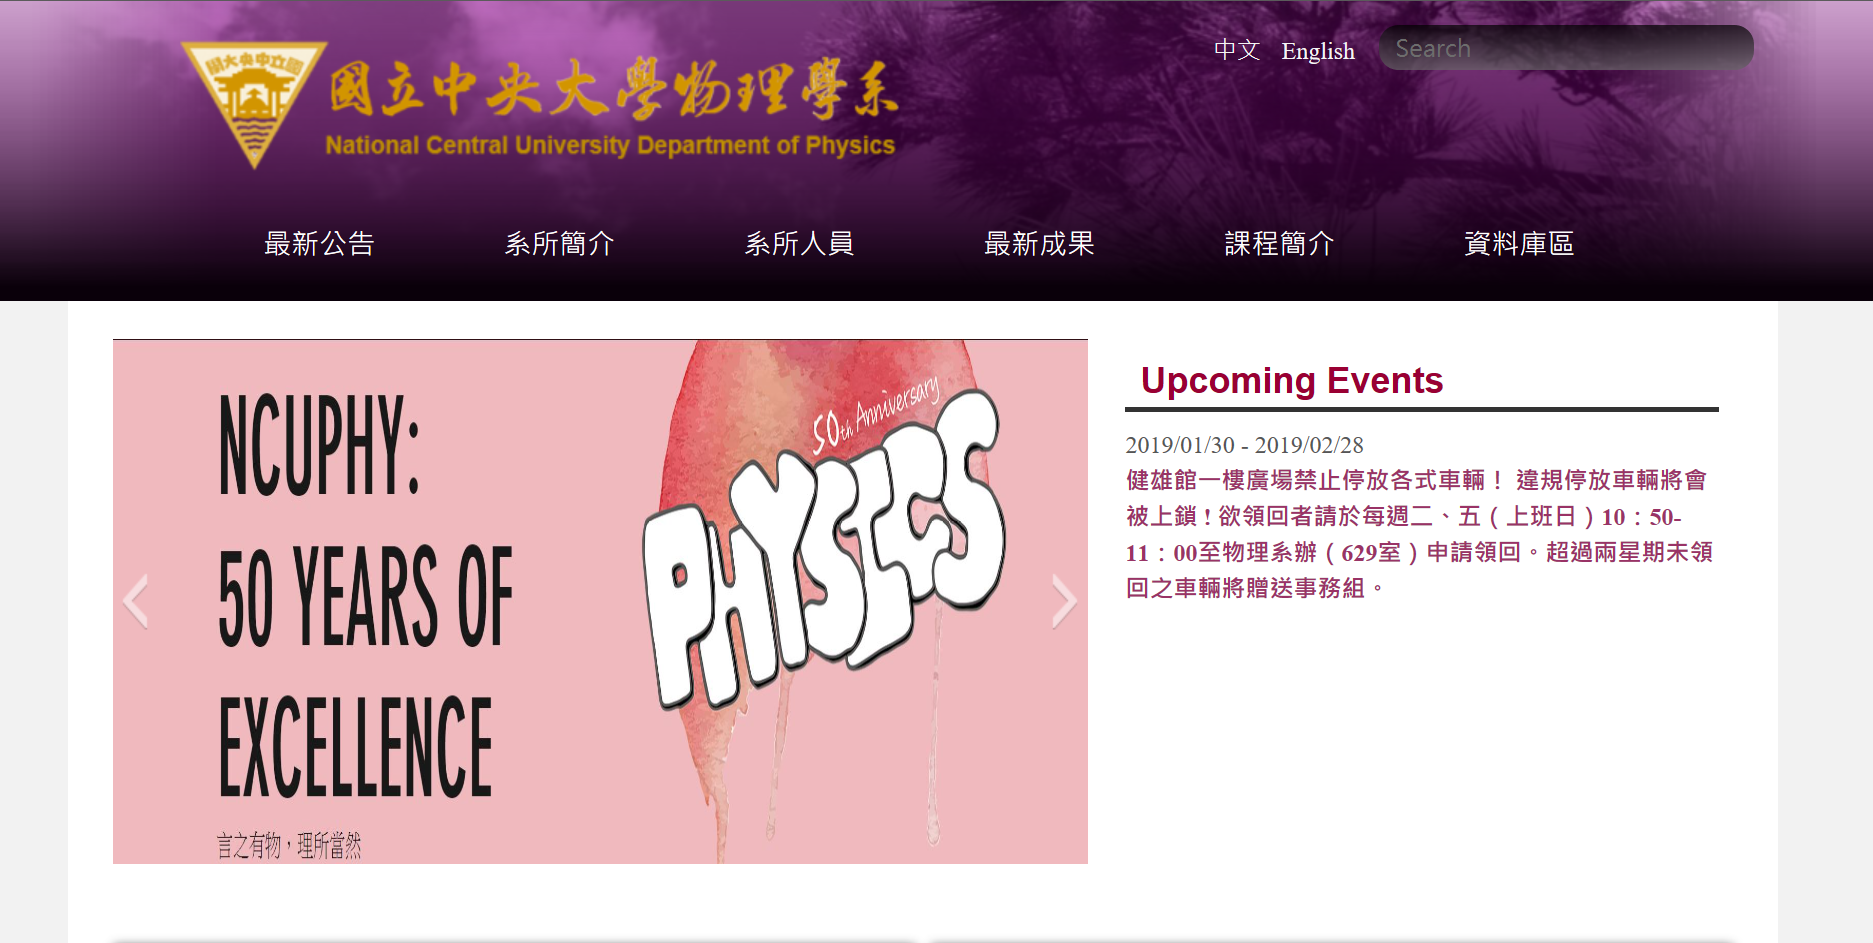 中文 English Search
國立中央大學
國立中央大學物理學系
National Central University Department of Physics
最新公告 系所簡介 系所人員 最新成果 課程簡介 資料庫區
NCUPHY:
50 YEARS OF
EXCELLENCE
言之有物，理所當然
50th Anniversary
PHYSICS
Upcoming Events
2019/01/30 - 2019/02/28
健雄館一樓廣場禁止停放各式車輛！ 違規停放車輛將會
被上鎖！欲領回者請於每週二、五（上班日）10：50-
11：00至物理系辦（629室）申請領回。超過兩星期未領
回之車輛將贈送事務組。